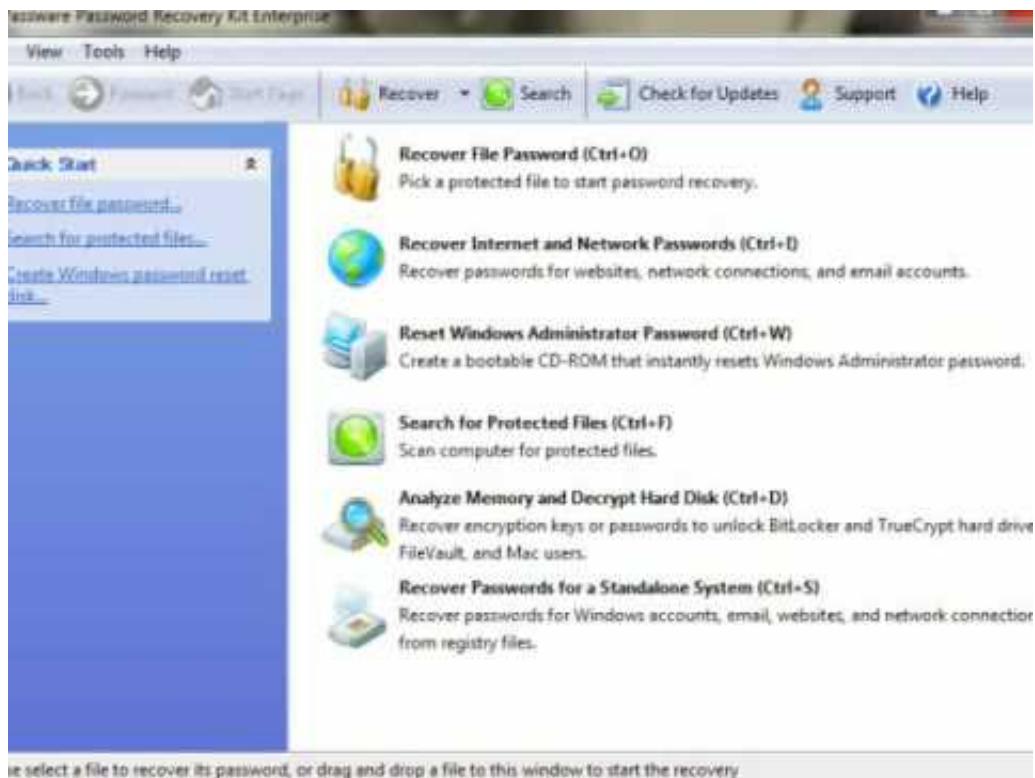 Passware Password Recovery Kit Enterprise
View Tools Help
Back Forward Start Page Recover Search Check for Updates Support Help
Quick Start
Recover file password...
Search for protected files...
Create Windows password reset
disk...
Recover File Password (Ctrl+O)
Pick a protected file to start password recovery.
Recover Internet and Network Passwords (Ctrl+I)
Recover passwords for websites, network connections, and email accounts.
Reset Windows Administrator Password (Ctrl+W)
Create a bootable CD-ROM that instantly resets Windows Administrator password.
Search for Protected Files (Ctrl+F)
Scan computer for protected files.
Analyze Memory and Decrypt Hard Disk (Ctrl+D)
Recover encryption keys or passwords to unlock BitLocker and TrueCrypt hard drive
FileVault, and Mac users.
Recover Passwords for a Standalone System (Ctrl+S)
Recover passwords for Windows accounts, email, websites, and network connection
from registry files.
se select a file to recover its password, or drag and drop a file to this window to start the recovery